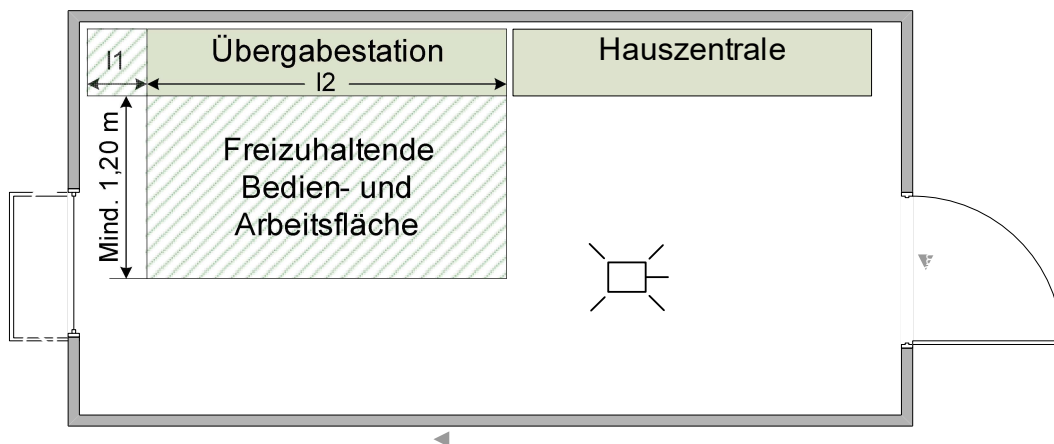 Übergabestation
Hauszentrale
l1
l2
Mind. 1,20 m
Freizuhaltende
Bedien- und
Arbeitsfläche